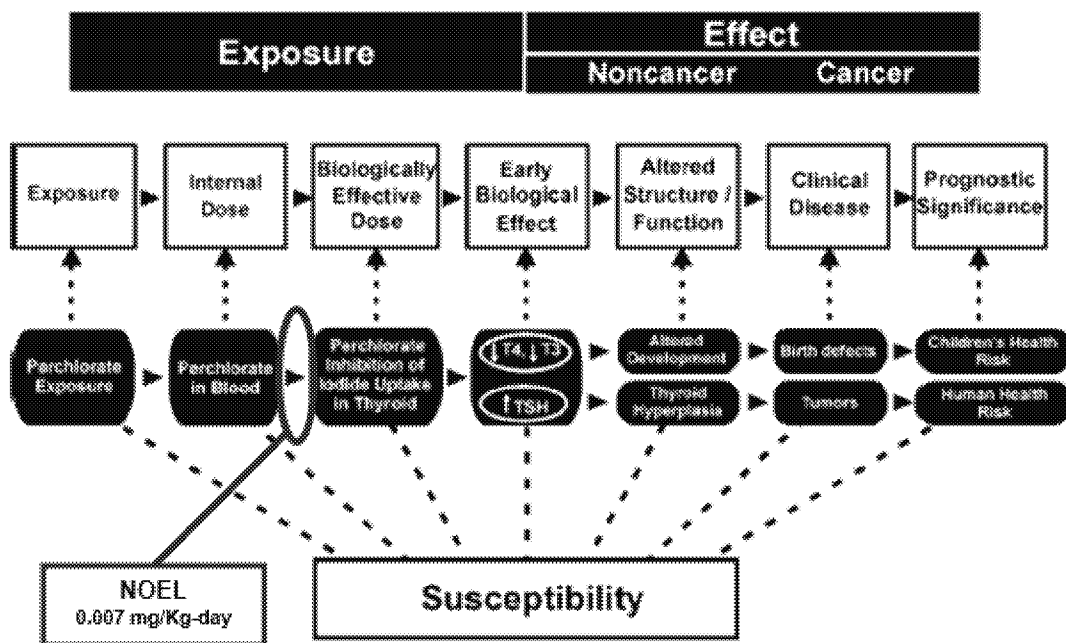 Exposure
Effect
Noncancer Cancer
Exposure
Internal
Dose
Biologically
Effective
Dose
Early
Biological
Effect
Altered
Structure /
Function
Clinical
Disease
Prognostic
Significance
Perchlorate
Exposure
Perchlorate
in Blood
Perchlorate
Inhibition of
Iodide Uptake
in Thyroid
↓ T4, ↓ T3
↑ TSH
Altered
Development
Thyroid
Hyperplasia
Birth defects
Tumors
Children's Health
Risk
Human Health
Risk
NOEL
0.007 mg/Kg-day
Susceptibility